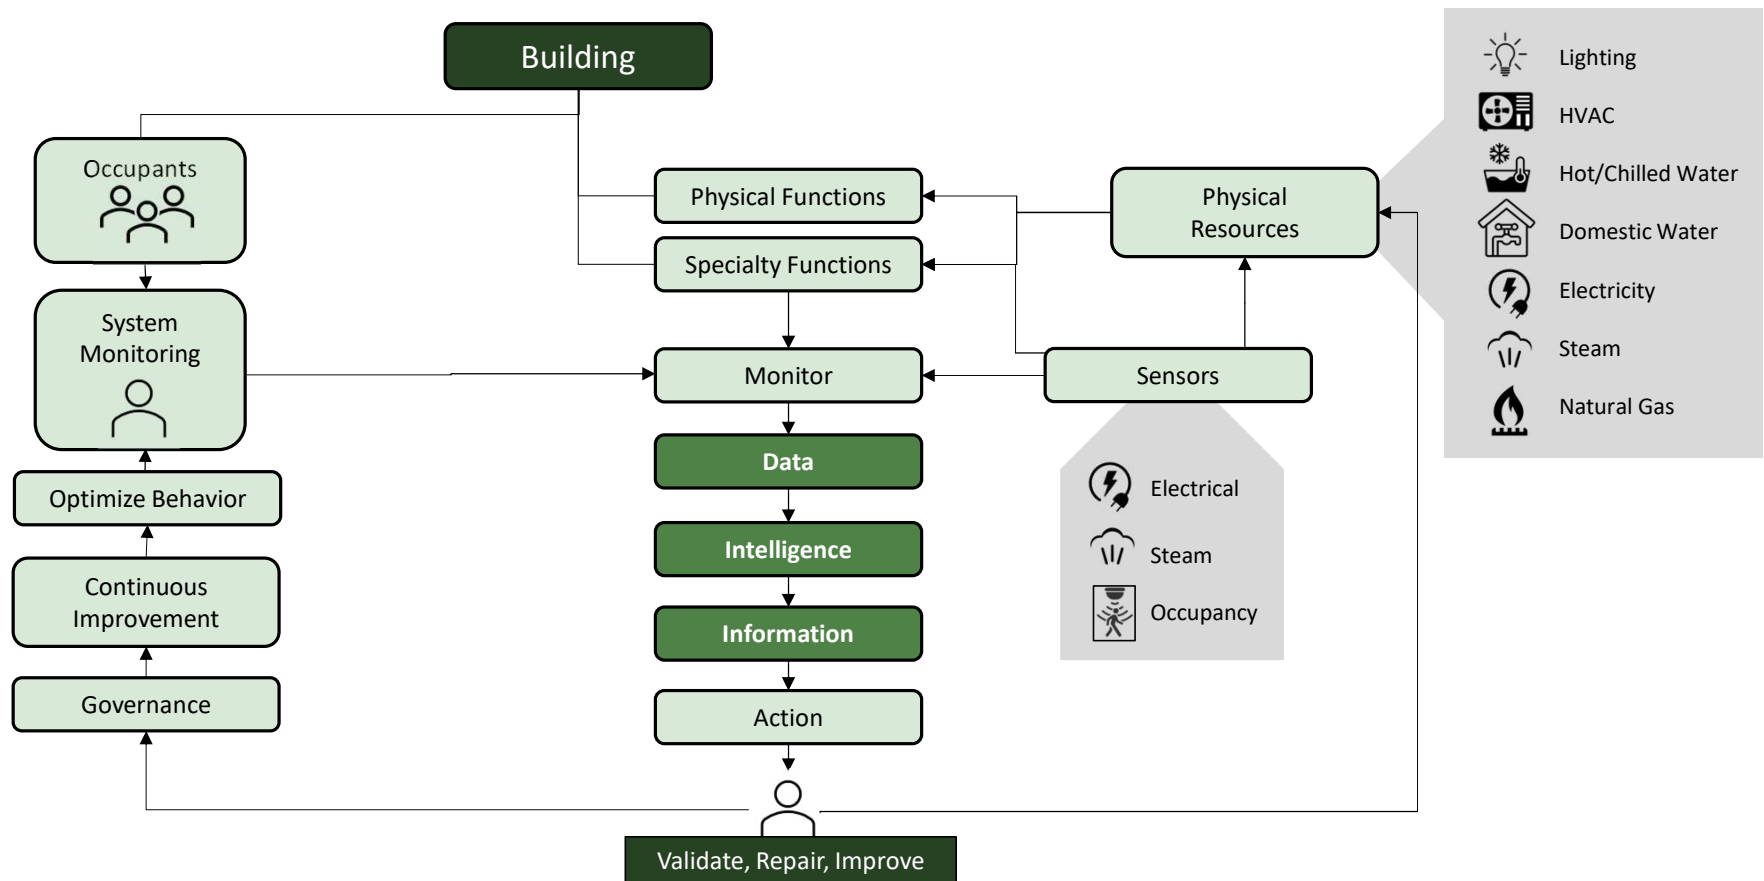 Building
Occupants
System
Monitoring
Optimize Behavior
Continuous
Improvement
Governance
Physical Functions
Specialty Functions
Monitor
Data
Intelligence
Information
Action
Validate, Repair, Improve
Physical
Resources
Sensors
Electrical
Steam
Occupancy
Lighting
HVAC
Hot/Chilled Water
Domestic Water
Electricity
Steam
Natural Gas